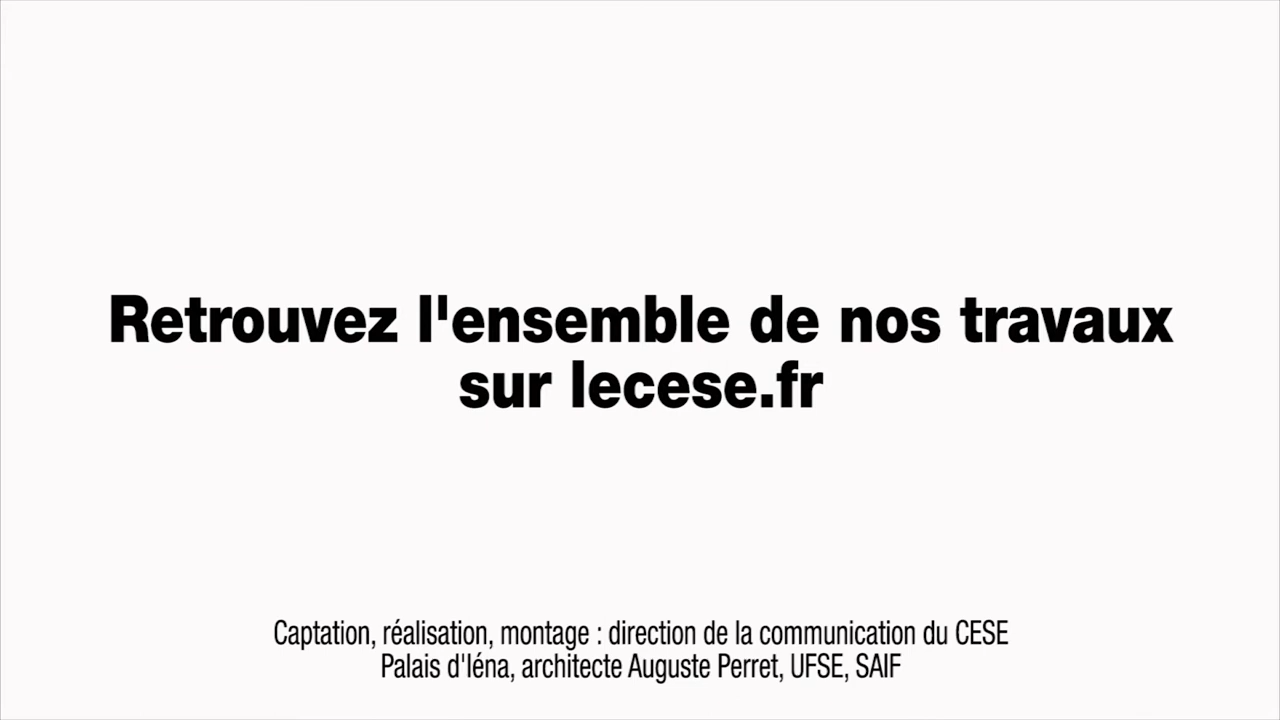 Retrouvez l'ensemble de nos travaux
sur lecese.fr
Captation, réalisation, montage : direction de la communication du CESE
Palais d'Iéna, architecte Auguste Perret, UFSE, SAIF